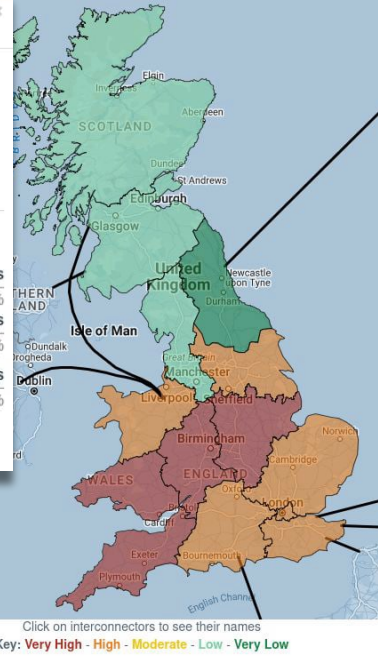 Elgin
Inverness
Aberdeen
SCOTLAND
Dundee
St Andrews
Edinburgh
Glasgow
United
Kingdom
Newcastle
upon Tyne
Durham
Isle of Man
Dundalk
Drogheda
Great Britain
Manchester
Dublin
Liverpool
Sheffield
Norwich
Birmingham
Cambridge
WALES
ENGLAND
Oxford
London
Bristol
Cardiff
Exeter
Bournemouth
Plymouth
English Channel
Click on interconnectors to see their names
Key: Very High - High - Moderate - Low - Very Low